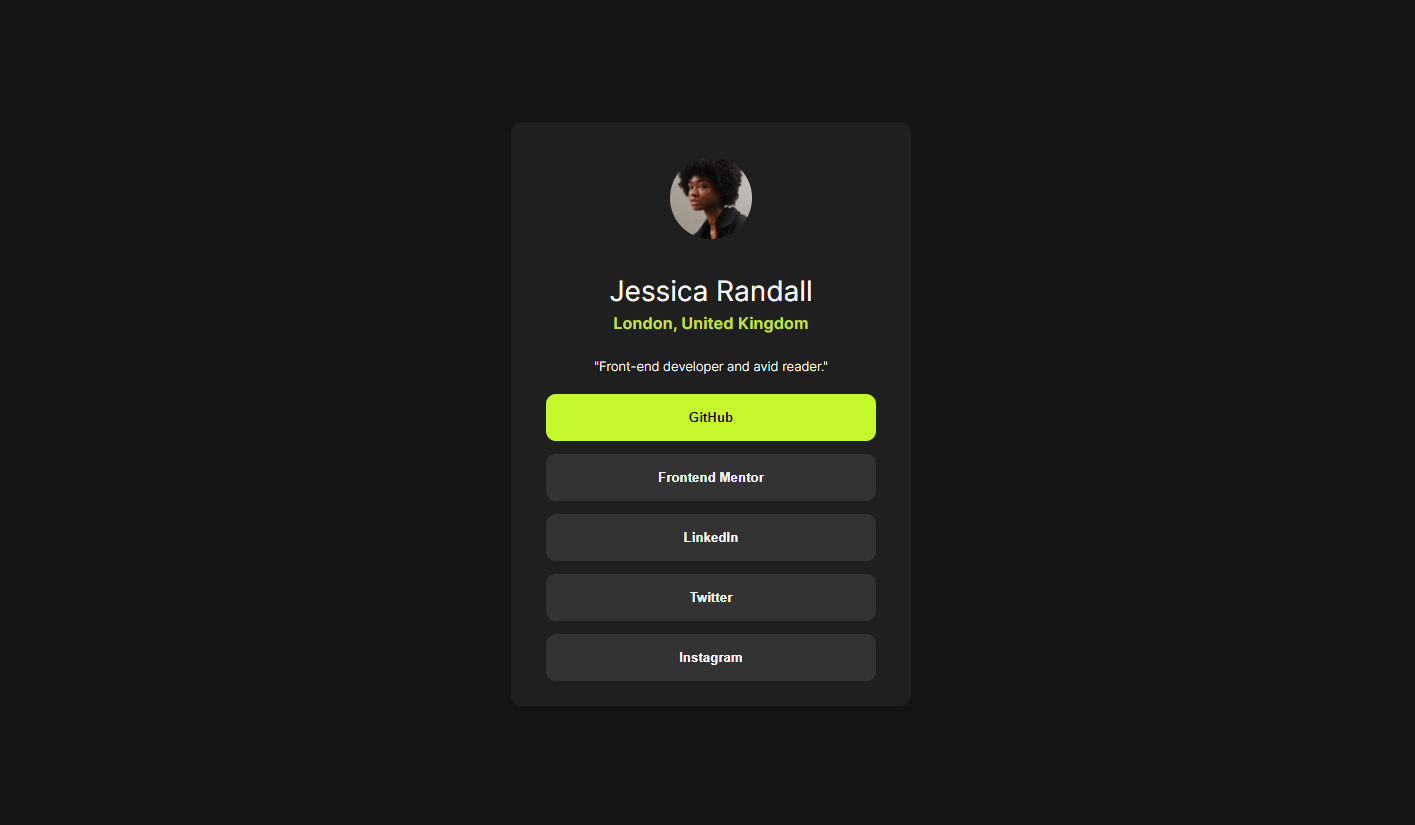 Jessica Randall
London, United Kingdom
"Front-end developer and avid reader."
GitHub
Frontend Mentor
LinkedIn
Twitter
Instagram